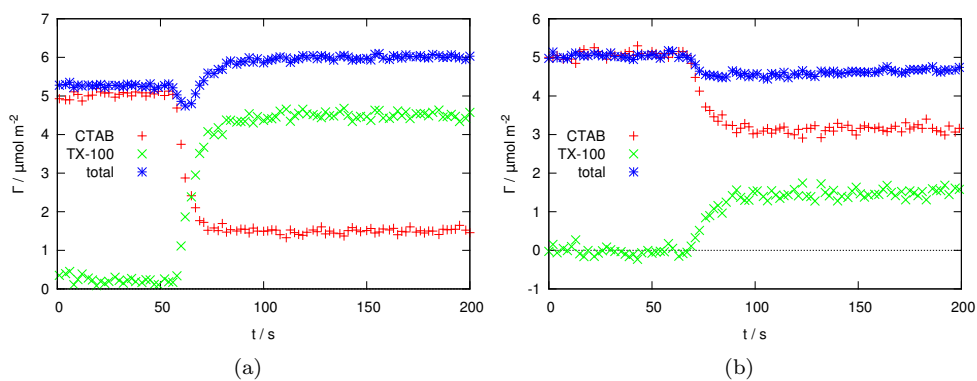 6
5
4
3
2
1
0
Γ / μmol m⁻²
CTAB
TX-100
total
0 50 100 150 200
t / s
(a)
6
5
4
3
2
1
0
-1
Γ / μmol m⁻²
CTAB
TX-100
total
0 50 100 150 200
t / s
(b)